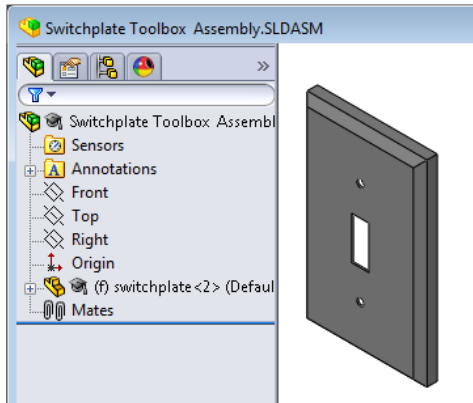 Switchplate Toolbox Assembly.SLDASM
»
Switchplate Toolbox Assembl
Sensors
A Annotations
Front
Top
Right
Origin
(f) switchplate<2> (Defaul
Mates